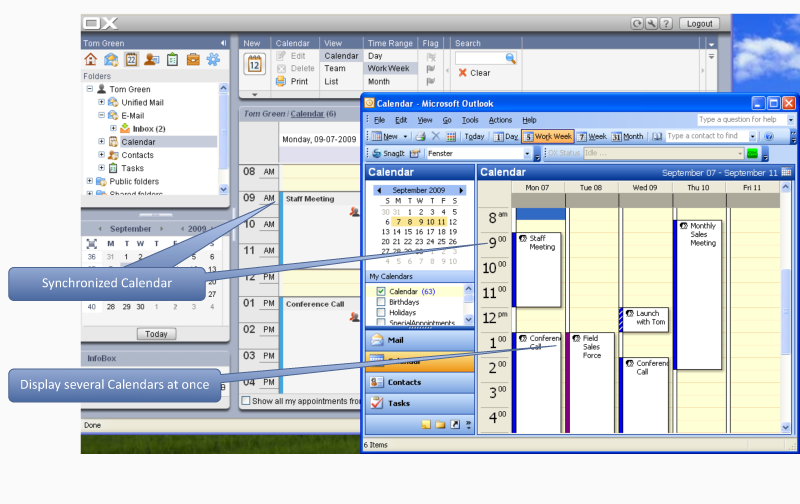 OX
Logout
Tom Green
New Calendar View Time Range Flag Search
Edit Calendar Day
Delete Team WorkWeek
Clear
Print List Month
12
22
Folders
Tom Green
Unified Mail
E-Mail
Inbox (2)
Calendar
Contacts
Tasks
Public folders
Shared folders
Tom Green / Calendar (6)
Monday, 09-07-2009
08 AM
09 AM Staff Meeting
10 AM
11 AM
12 PM
01 PM Conference Call
02 PM
03 PM
04 PM
Show all my appointments from
September 2009
M T W T F S
36 31 1 2 3 4 5 6
13
20
27
40 28 29 30 1 2 3 4
Today
InfoBox
Done
Synchronized Calendar
Display several Calendars at once
Calendar - Microsoft Outlook
File Edit View Go Tools Actions Help
Type a question for help
New Today 1 Day 5 Work Week 7 Week 31 Month Type a contact to find
SnagIt Fenster
OX Status: Idle ...
Calendar
September 2009
S M T W T F S
30 31 1 2 3 4 5
6 7 8 9 10 11 12
13 14 15 16 17 18 19
20 21 22 23 24 25 26
27 28 29 30 1 2 3
4 5 6 7 8 9 10
My Calendars
Calendar (63)
Birthdays
Holidays
SpecialAppointments
Mail
Calendar
Contacts
Tasks
6 Items
Calendar September 07 - September 11
Mon 07 Tue 08 Wed 09 Thu 10 Fri 11
8 am
9 00
10 00
11 00
12 pm
1 00
2 00
3 00
4 00
Staff
Meeting
Monthly
Sales
Meeting
Launch
with Tom
Conferen
Call
Field
Sales
Force
Conferen
Call